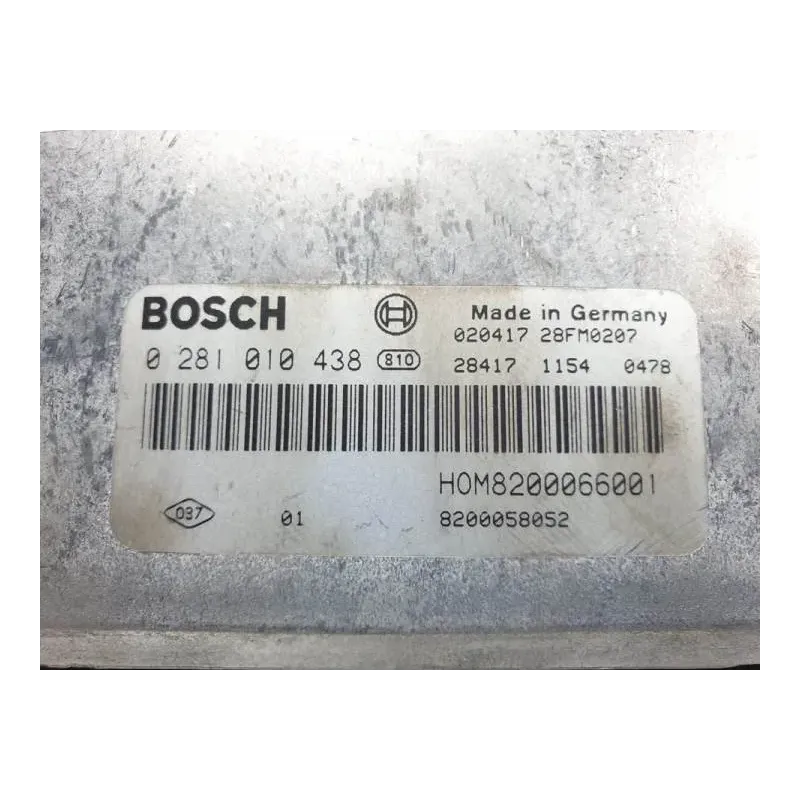 BOSCH Made in Germany
020417 28FM0207
0 281 010 438 810 28417 1154 0478
HOM8200066001
037 01 8200058052